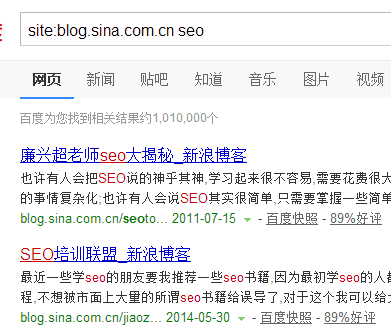 site:blog.sina.com.cn seo
网页 新闻 贴吧 知道 音乐 图片 视频
百度为您找到相关结果约1,010,000个
廉兴超老师seo大揭秘_新浪博客
也许有人会把SEO说的神乎其神,学习起来很不容易,需要花费很大
的事情复杂化;也许有人会说SEO其实很简单,只需要掌握一些简单
blog.sina.com.cn/seoto... 2011-07-15 - 百度快照 - 89%好评
SEO培训联盟_新浪博客
最近一些学seo的朋友要我推荐一些seo书籍,因为最初学seo的人都
程,不想被市面上大量的所谓seo书籍给误导了,对于这个我可以给大
blog.sina.com.cn/jiaoz... 2014-05-30 - 百度快照 - 89%好评